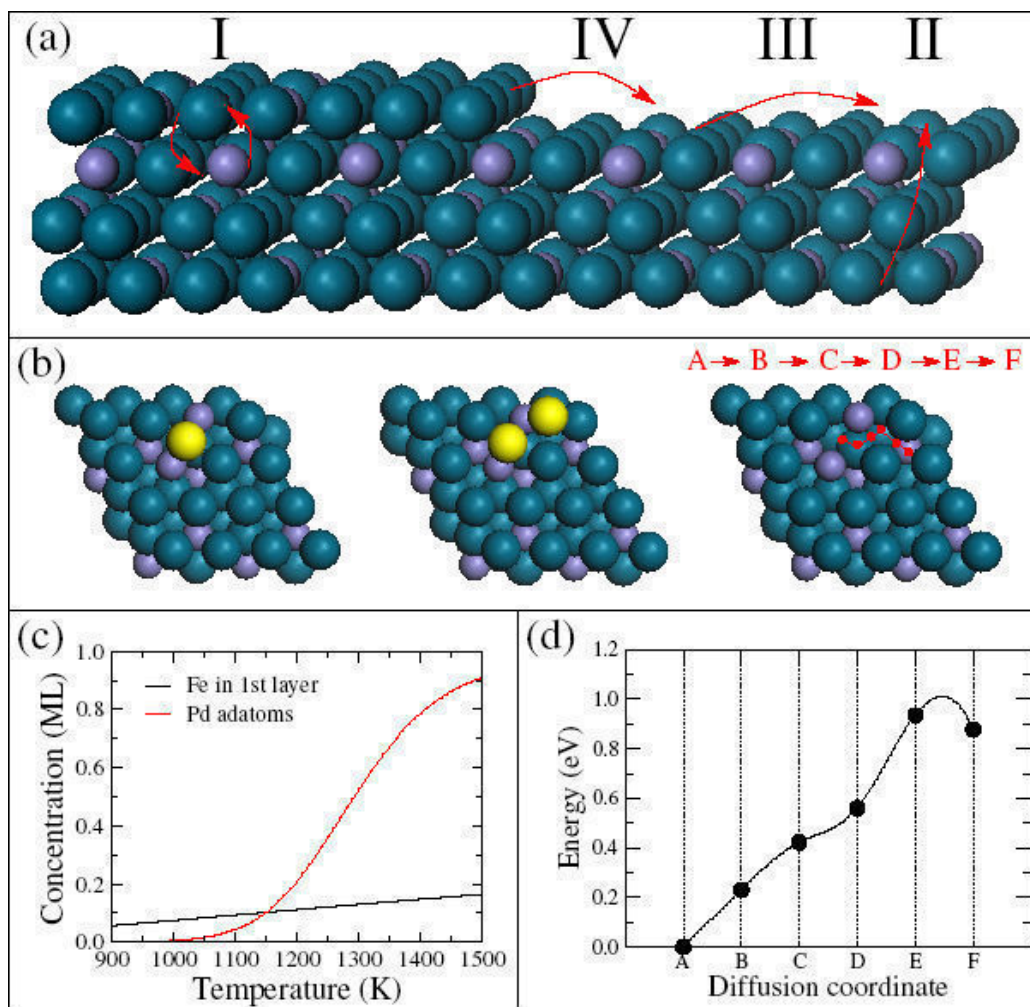 (a)
I IV III II
(b)
A → B → C → D → E → F
(c)
Concentration (ML)
1.0
0.8
0.6
0.4
0.2
0.0
Fe in 1st layer
Pd adatoms
900 1000 1100 1200 1300 1400 1500
Temperature (K)
(d)
Energy (eV)
1.2
1.0
0.8
0.6
0.4
0.2
0.0
A B C D E F
Diffusion coordinate